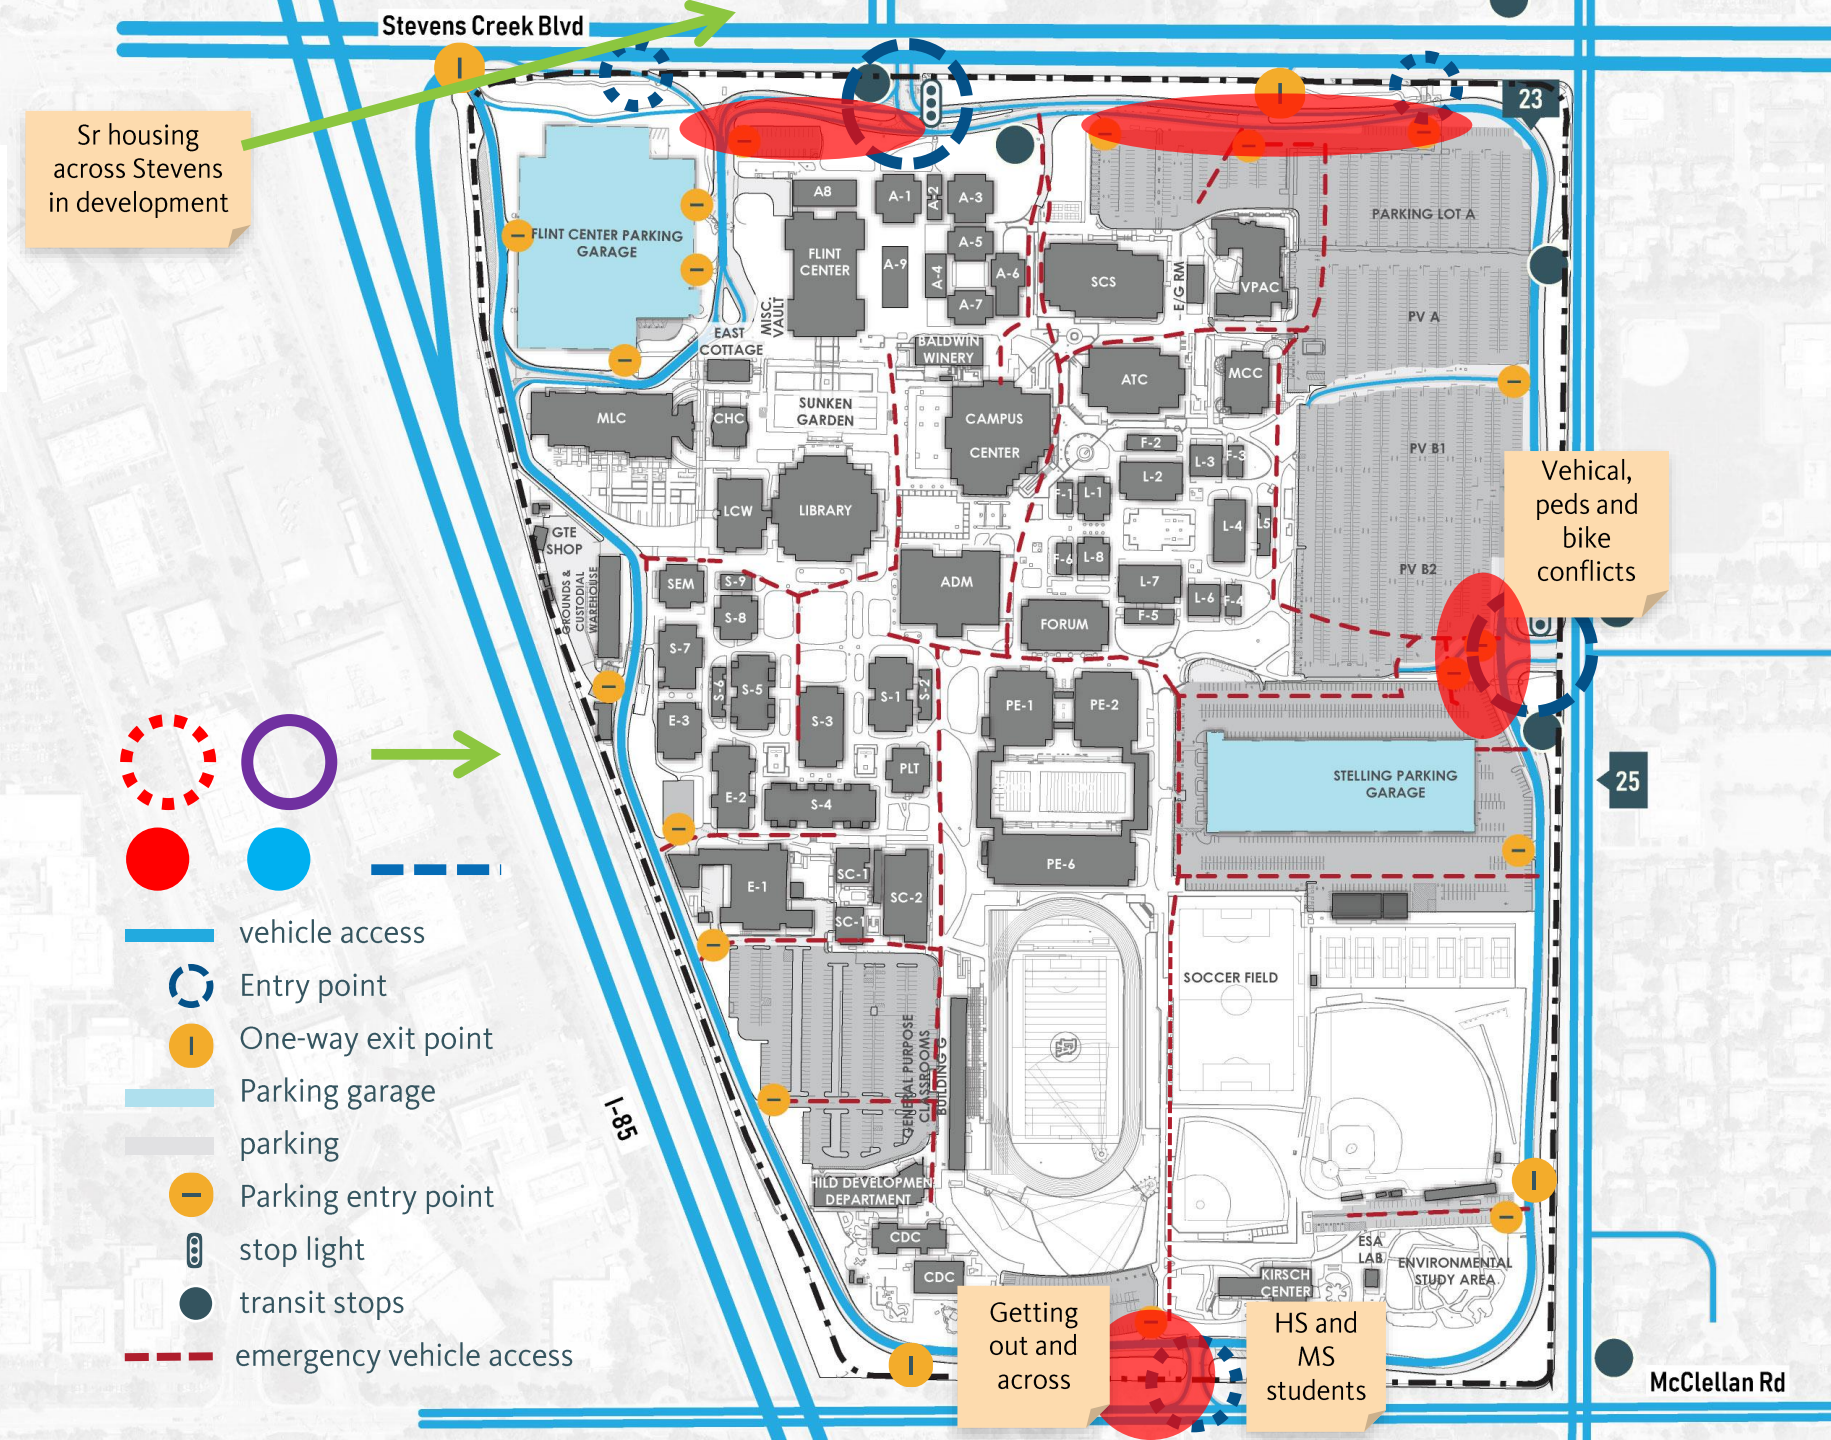 Stevens Creek Blvd
Sr housing
across Stevens
in development
23
FLINT CENTER PARKING
GARAGE
A8
A-1
A-2
A-3
FLINT
CENTER
A-9
A-5
A-4
A-6
A-7
SCS
E/G RM
VPAC
PARKING LOT A
PV A
MISC.
VAULT
EAST
COTTAGE
BALDWIN
WINERY
ATC
MCC
MLC
CHC
SUNKEN
GARDEN
CAMPUS
CENTER
F-2
L-3
F-3
L-2
PV B1
Vehical,
peds and
bike
conflicts
LCW
LIBRARY
F-1
L-1
L-4
L5
GTE
SHOP
GROUNDS &
CUSTODIAL
WAREHOUSE
SEM
S-9
ADM
F-6
L-8
L-7
PV B2
S-8
FORUM
F-5
L-6
F-4
S-7
S-6
S-5
S-1
S-2
PE-1
PE-2
E-3
S-3
PLT
STELLING PARKING
GARAGE
25
E-2
S-4
E-1
SC-1
SC-2
SC-1
PE-6
SOCCER FIELD
GENERAL PURPOSE
CLASSROOMS
BUILDING G
vehicle access
Entry point
One-way exit point
Parking garage
parking
Parking entry point
stop light
transit stops
emergency vehicle access
I-85
HILD DEVELOPMEN
DEPARTMENT
CDC
CDC
ESA
LAB
ENVIRONMENTAL
STUDY AREA
KIRSCH
CENTER
Getting
out and
across
HS and
MS
students
McClellan Rd